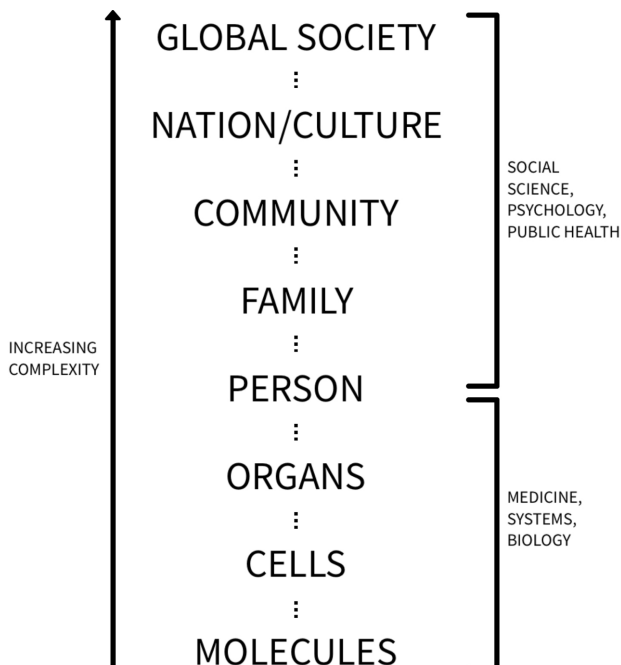 GLOBAL SOCIETY
NATION/CULTURE
SOCIAL
SCIENCE,
PSYCHOLOGY,
PUBLIC HEALTH
COMMUNITY
FAMILY
INCREASING
COMPLEXITY
PERSON
ORGANS
MEDICINE,
SYSTEMS,
BIOLOGY
CELLS
MOLECULES